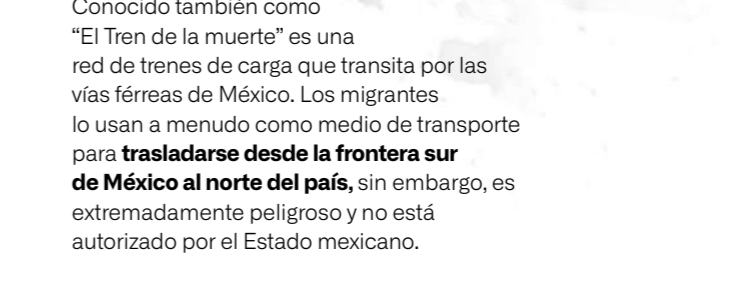 Conocido también como
“El Tren de la muerte” es una
red de trenes de carga que transita por las
vías férreas de México. Los migrantes
lo usan a menudo como medio de transporte
para trasladarse desde la frontera sur
de México al norte del país, sin embargo, es
extremadamente peligroso y no está
autorizado por el Estado mexicano.